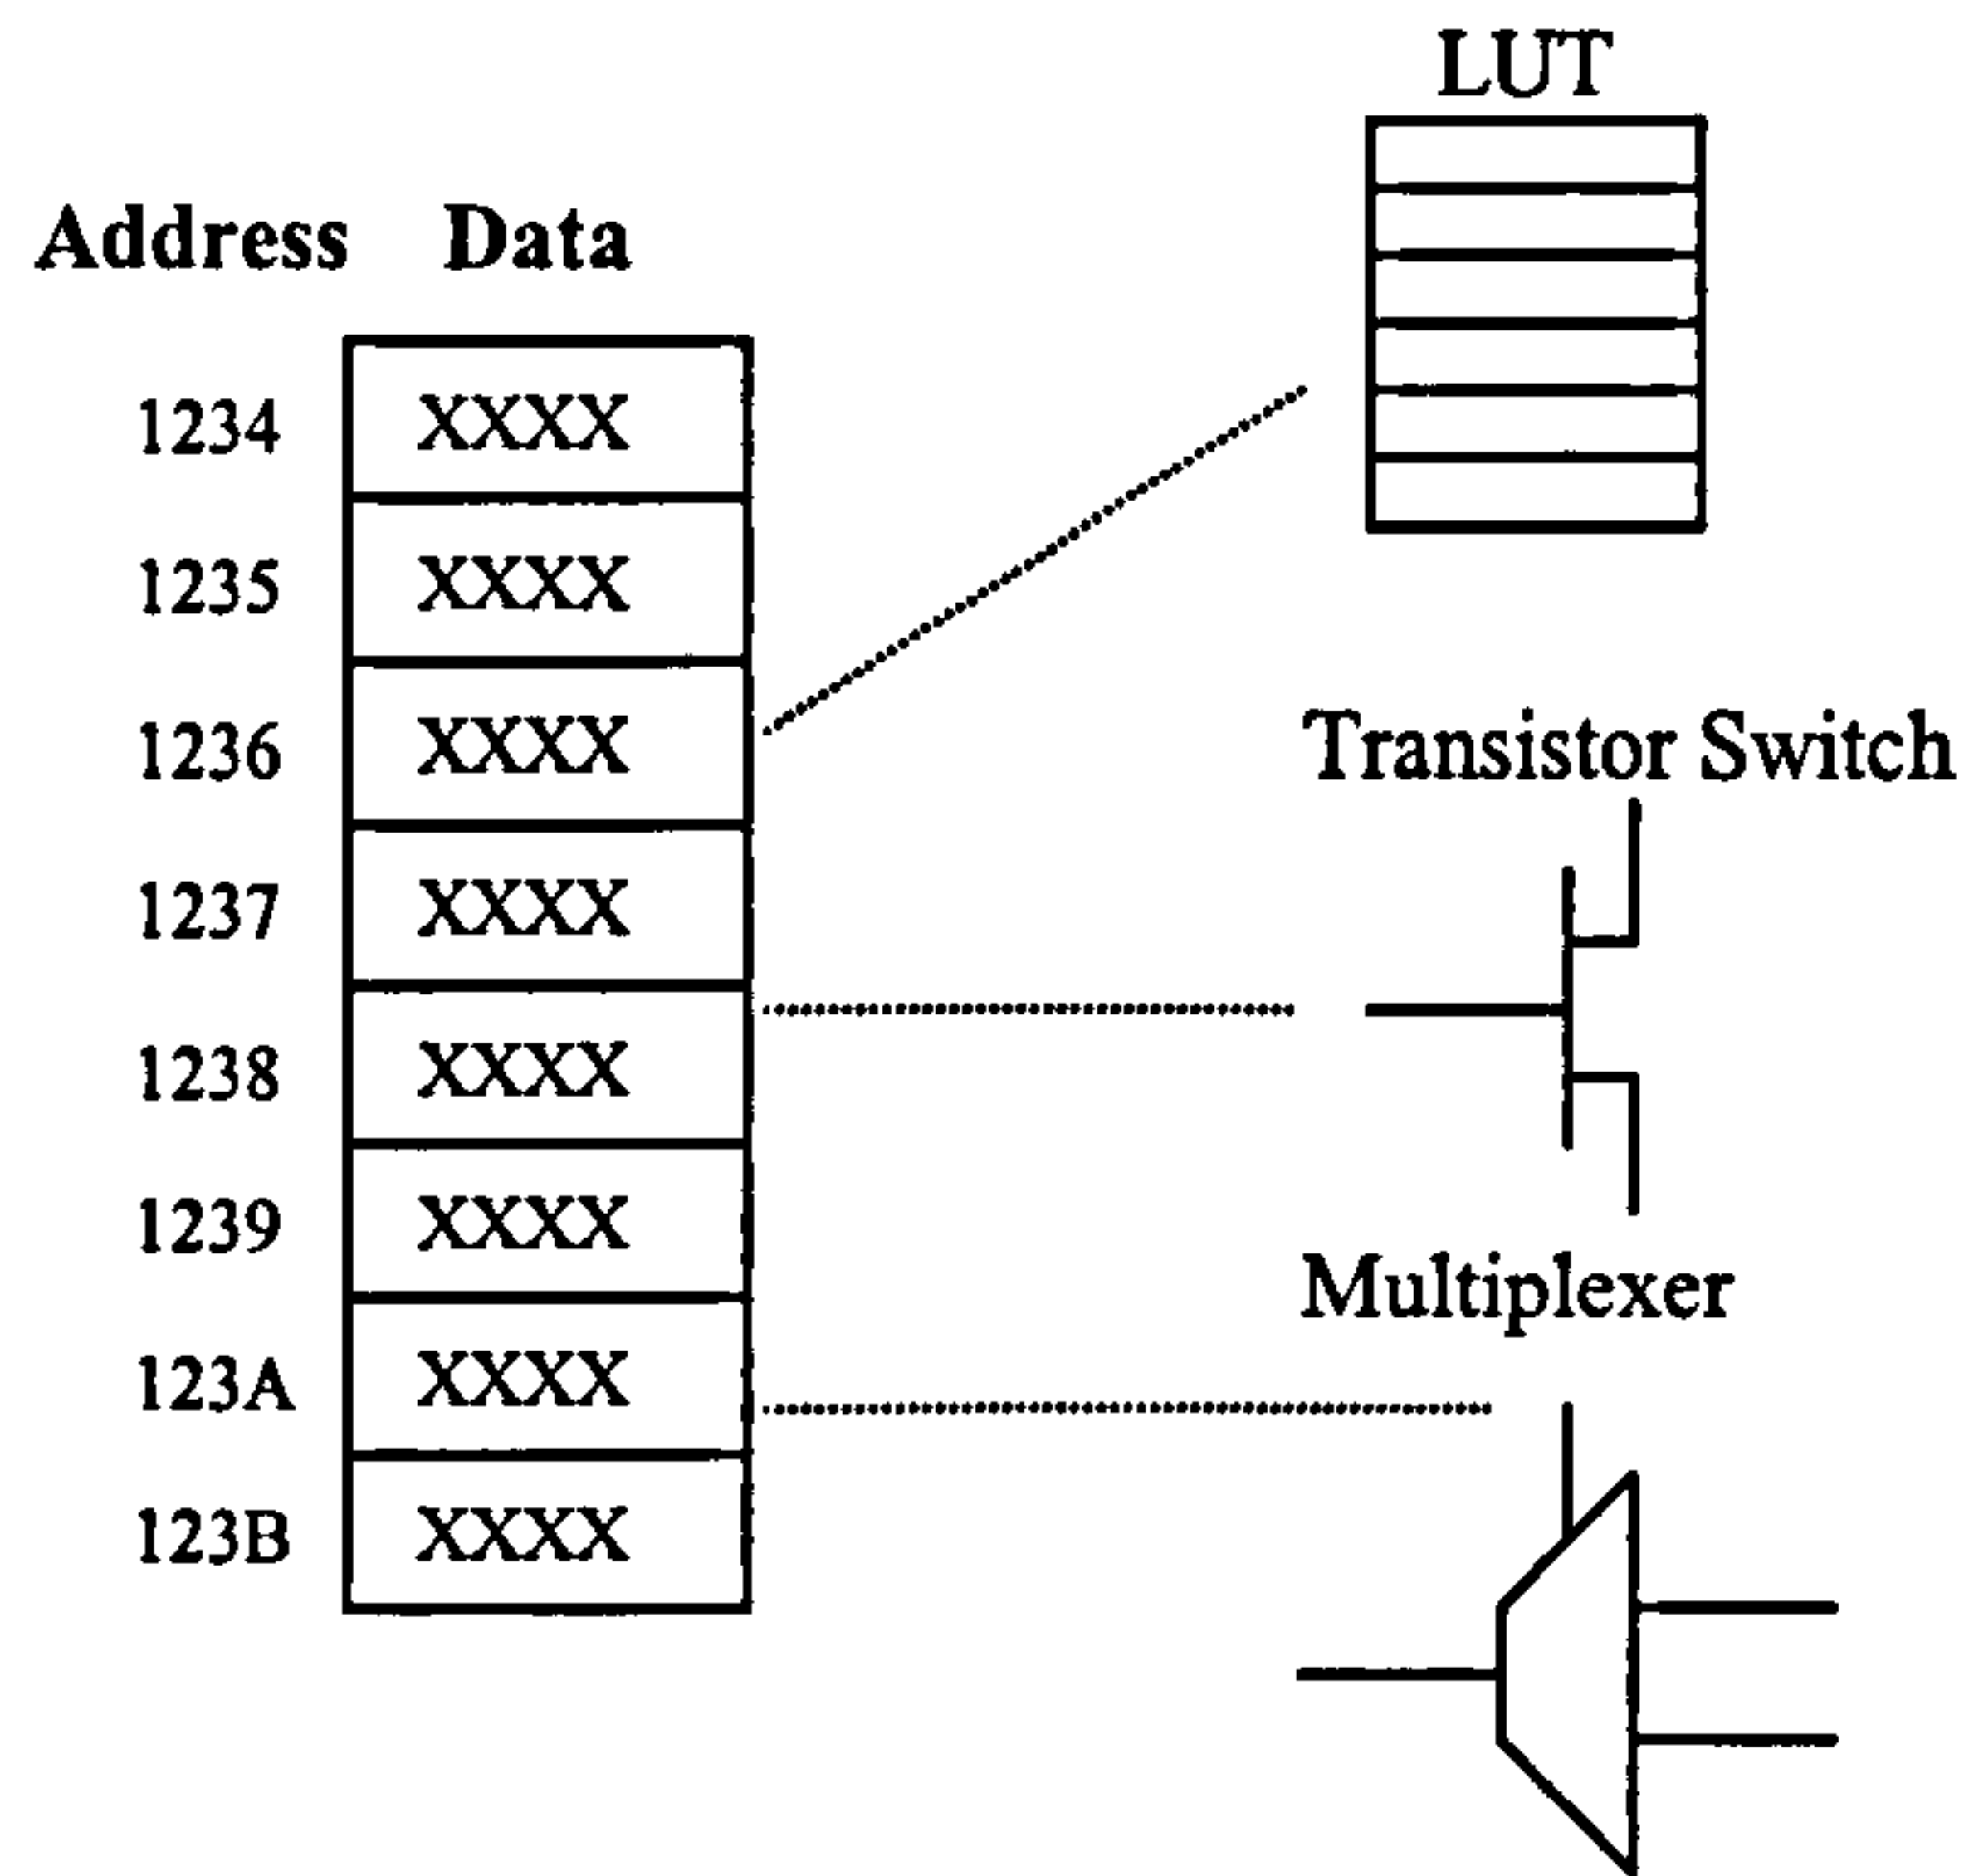 LUT
Address Data
1234 XXXX
1235 XXXX
1236 XXXX
Transistor Switch
1237 XXXX
1238 XXXX
1239 XXXX
Multiplexer
123A XXXX
123B XXXX